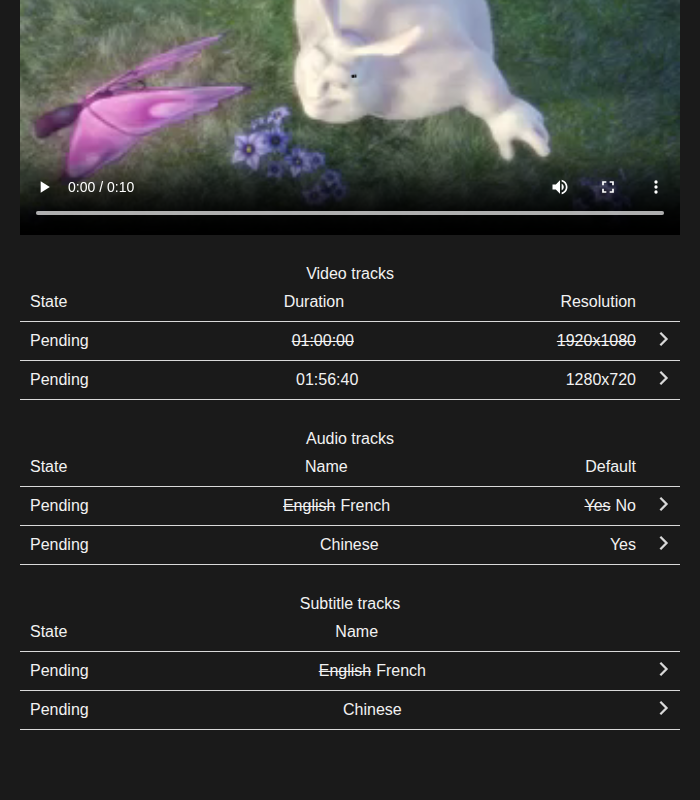 0:00 / 0:10
Video tracks
State Duration Resolution
Pending 01:00:00 1920x1080
Pending 01:56:40 1280x720
Audio tracks
State Name Default
Pending English French Yes No
Pending Chinese Yes
Subtitle tracks
State Name
Pending English French
Pending Chinese